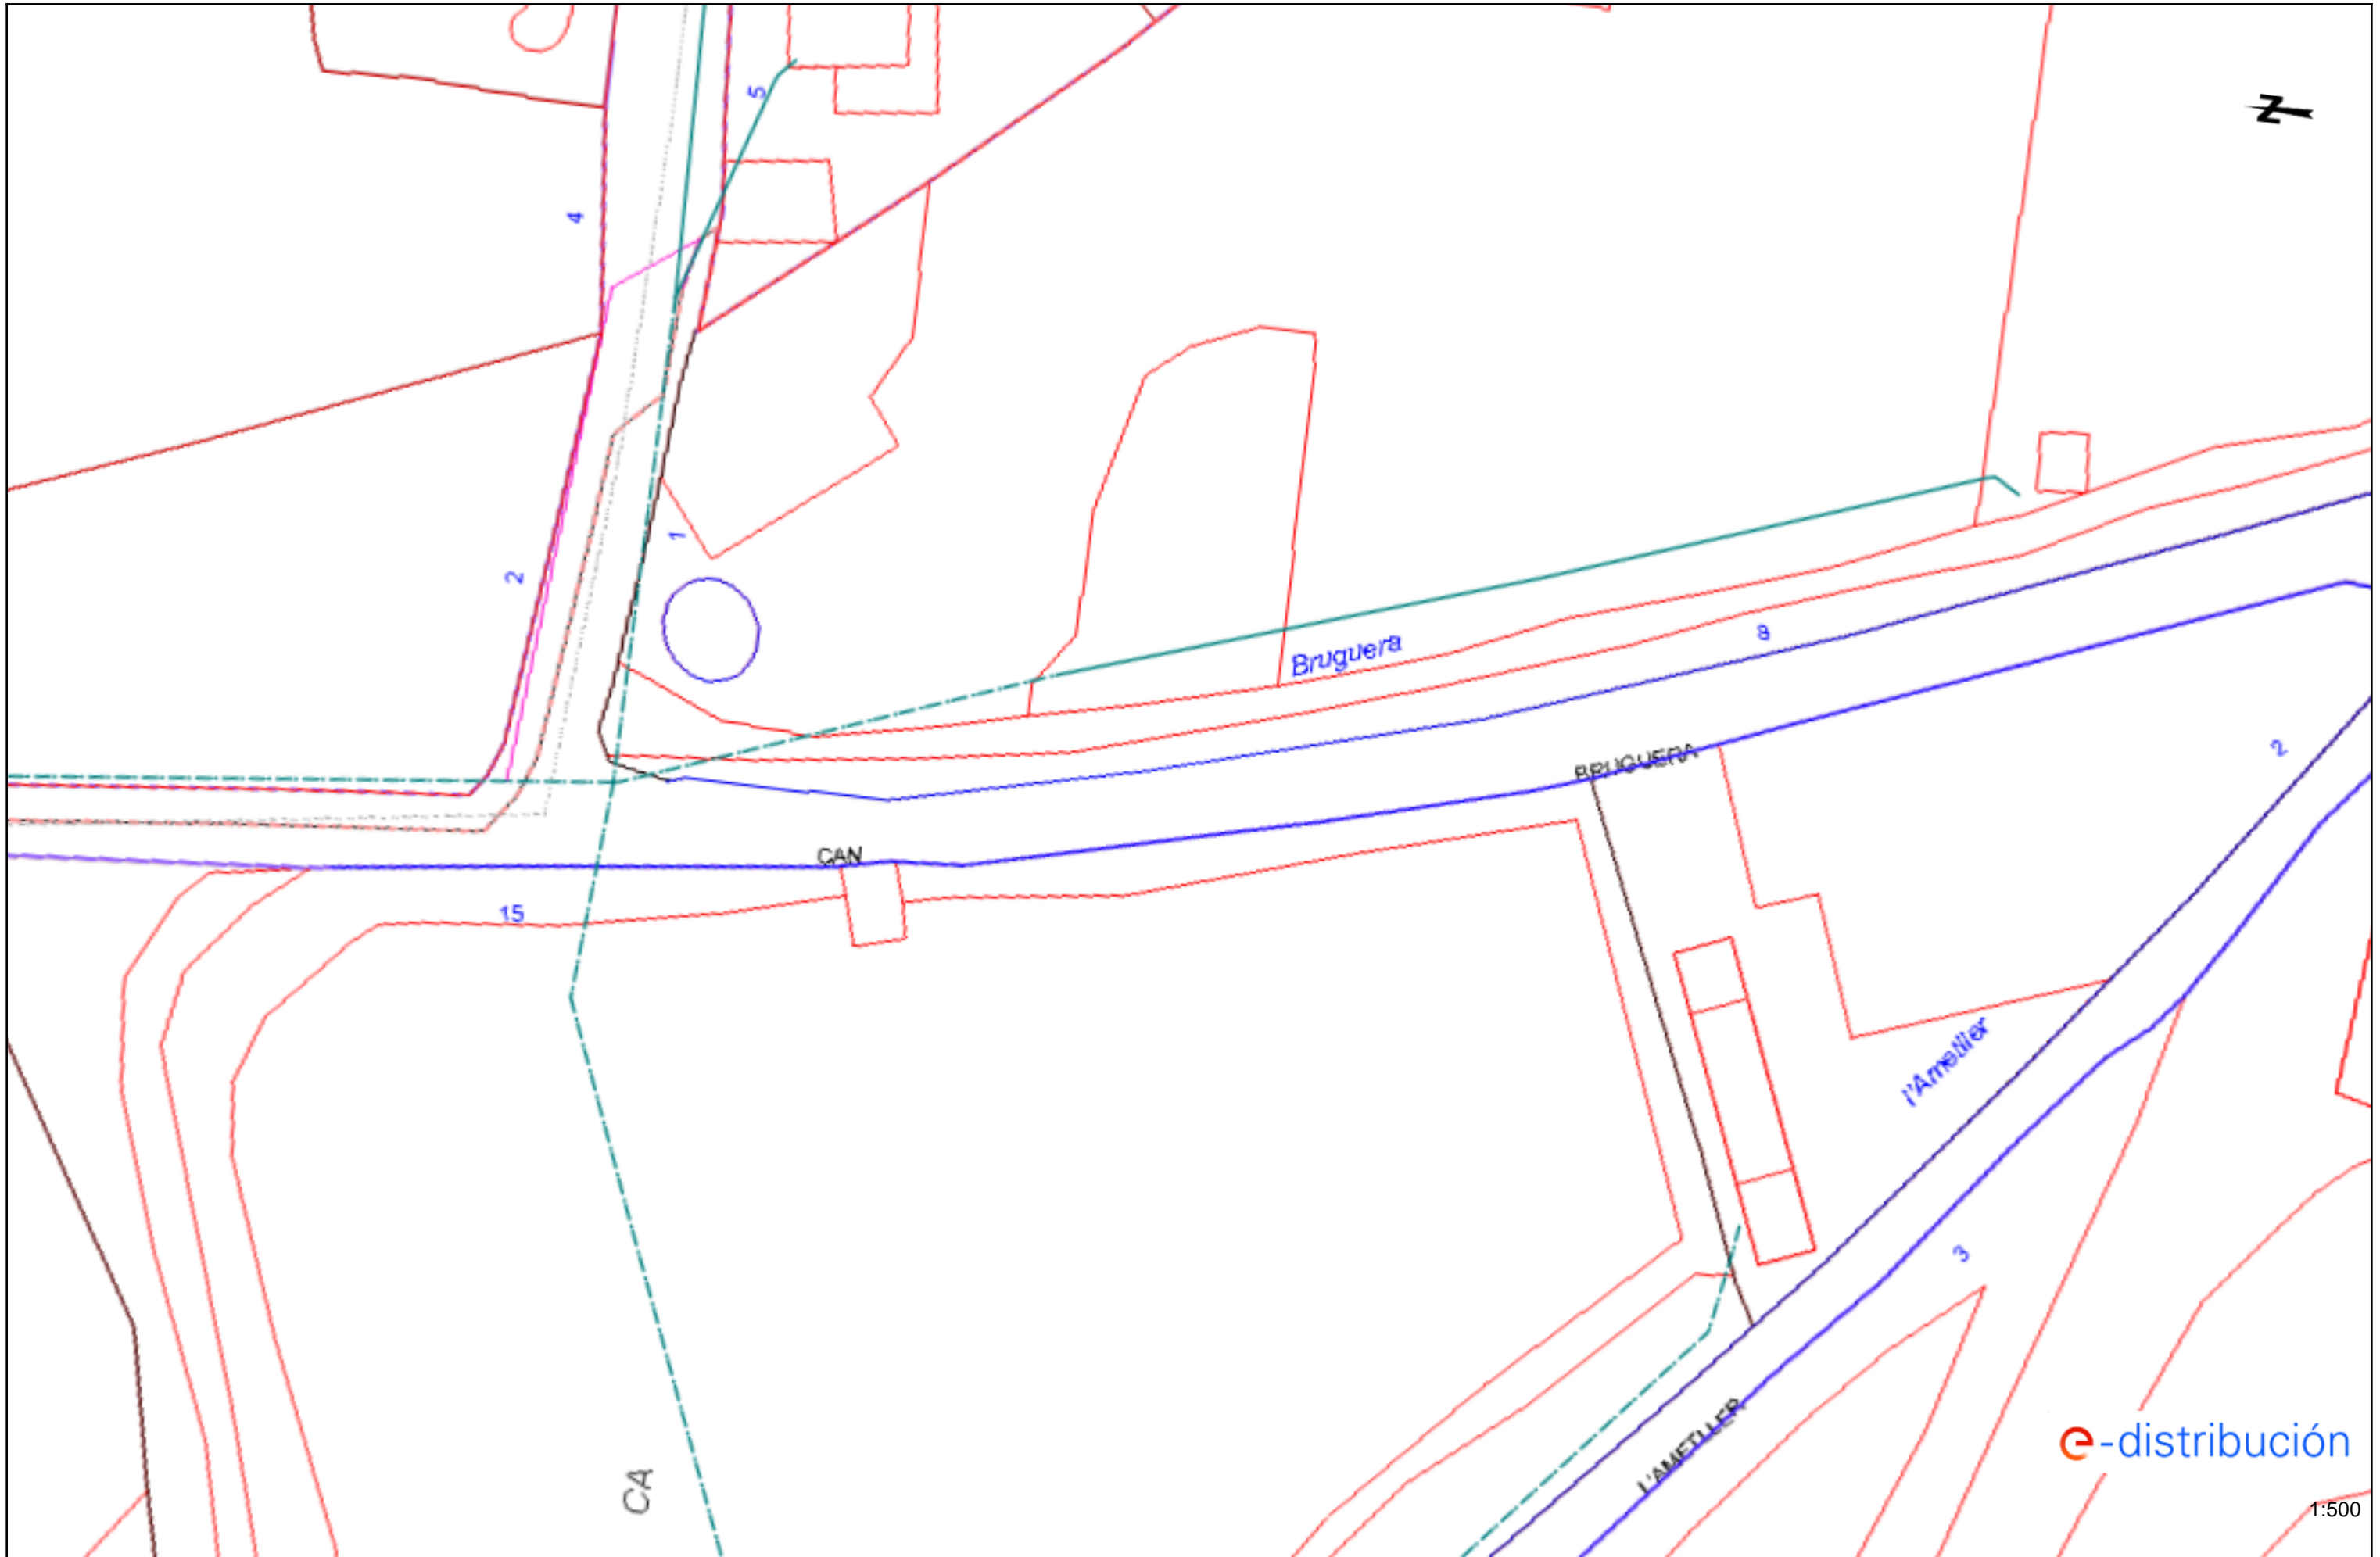 5
N
4
1
2
Bruguera
8
BRUGUERA
2
CAN
15
l'Ametller
3
L'AMETLLER
e-distribución
CA
1:500